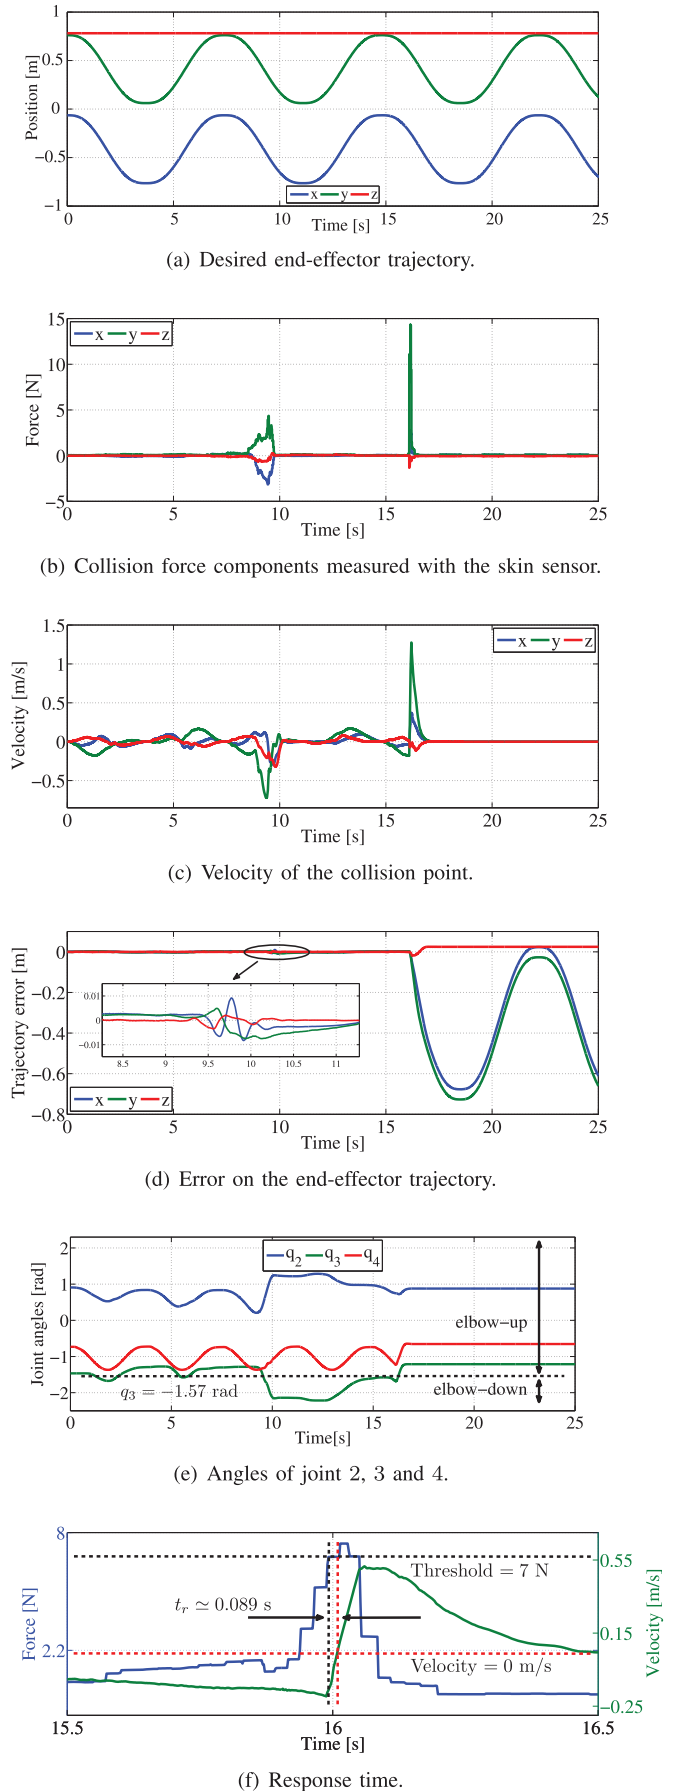 1
0.5
0
−0.5
−1
Position [m]
x y z
0 5 10 15 20 25
Time [s]
(a) Desired end-effector trajectory.
15
10
5
0
−5
Force [N]
x y z
0 5 10 15 20 25
Time [s]
(b) Collision force components measured with the skin sensor.
1.5
1
0.5
0
−0.5
Velocity [m/s]
x y z
0 5 10 15 20 25
Time [s]
(c) Velocity of the collision point.
0
−0.2
−0.4
−0.6
−0.8
Trajectory error [m]
0.01
0
−0.01
8.5 9 9.5 10 10.5 11
x y z
0 5 10 15 20 25
Time [s]
(d) Error on the end-effector trajectory.
2
1
0
−1
−2
Joint angles [rad]
q2 q3 q4
elbow−up
q3 = −1.57 rad
elbow−down
0 5 10 15 20 25
Time[s]
(e) Angles of joint 2, 3 and 4.
8
2.2
Force [N]
Threshold = 7 N
tr ≃ 0.089 s
Velocity = 0 m/s
0.55
0.15
−0.25
Velocity [m/s]
15.5 16 16.5
Time [s]
(f) Response time.